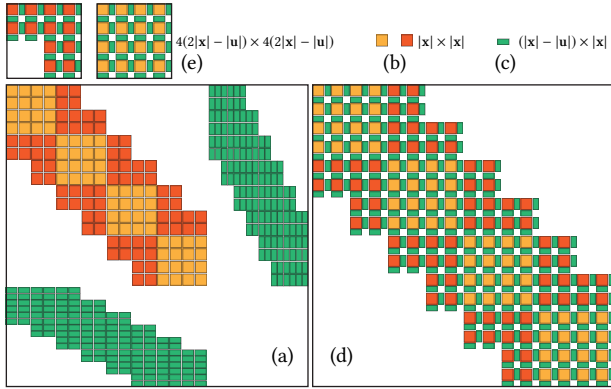 4(2|x| − |u|) × 4(2|x| − |u|)
(e)
|x| × |x|
(b)
(|x| − |u|) × |x|
(c)
(a)
(d)